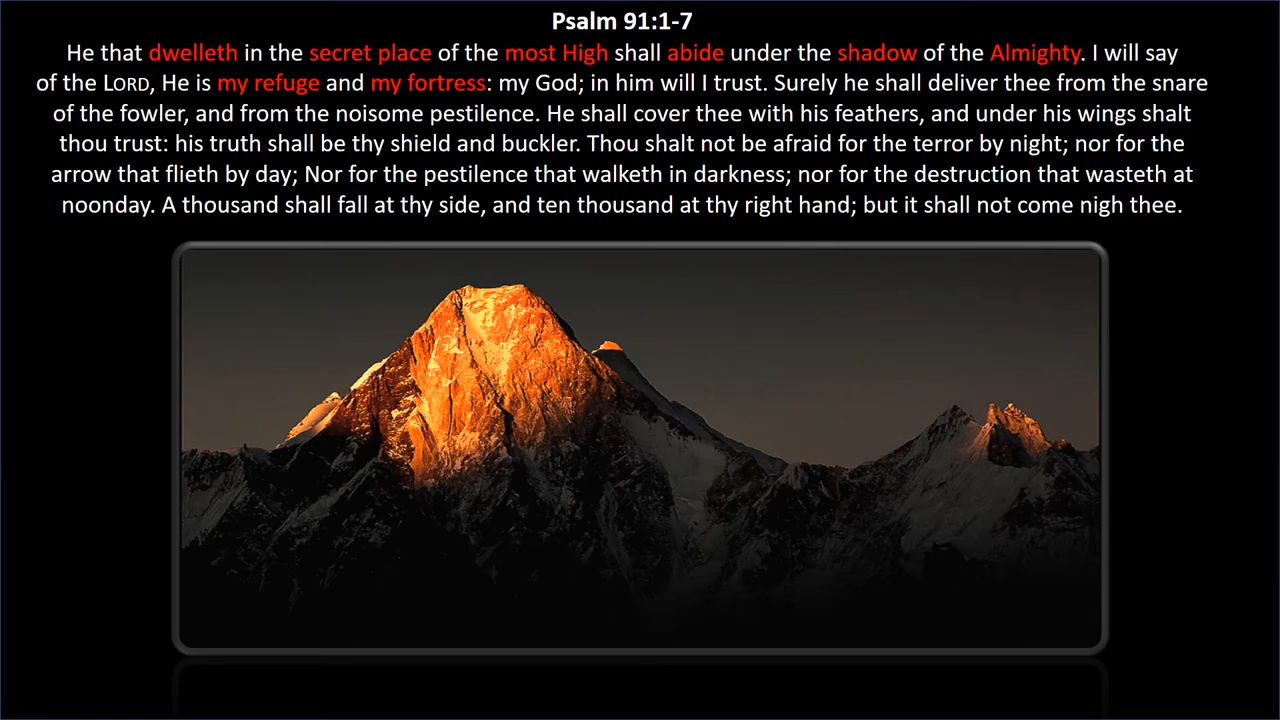 Psalm 91:1-7
He that dwelleth in the secret place of the most High shall abide under the shadow of the Almighty. I will say
of the LORD, He is my refuge and my fortress: my God; in him will I trust. Surely he shall deliver thee from the snare
of the fowler, and from the noisome pestilence. He shall cover thee with his feathers, and under his wings shalt
thou trust: his truth shall be thy shield and buckler. Thou shalt not be afraid for the terror by night; nor for the
arrow that flieth by day; Nor for the pestilence that walketh in darkness; nor for the destruction that wasteth at
noonday. A thousand shall fall at thy side, and ten thousand at thy right hand; but it shall not come nigh thee.